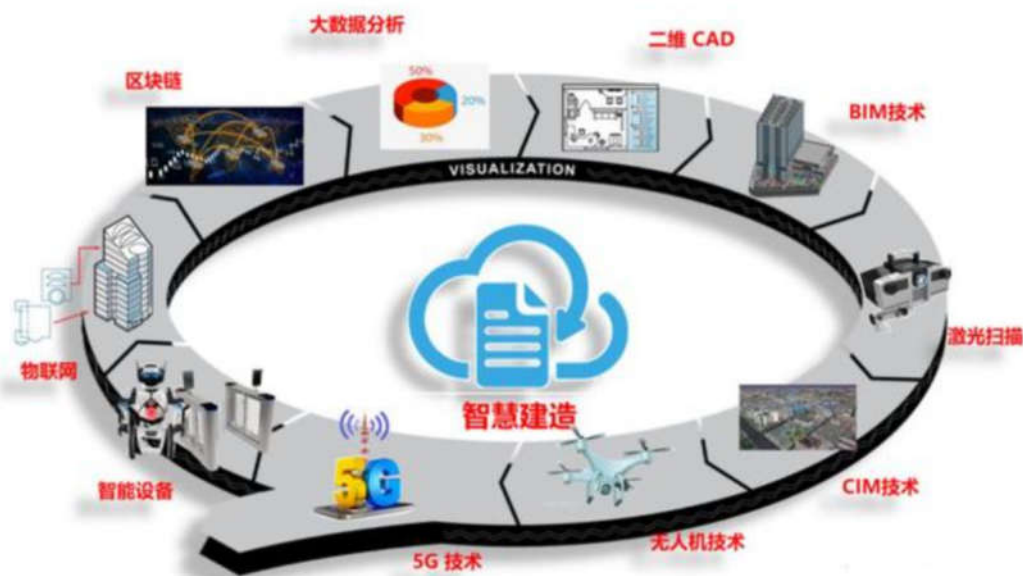 大数据分析
二维 CAD
区块链
50%
20%
30%
BIM技术
VISUALIZATION
物联网
激光扫描
智慧建造
智能设备
5G
CIM技术
5G 技术
无人机技术